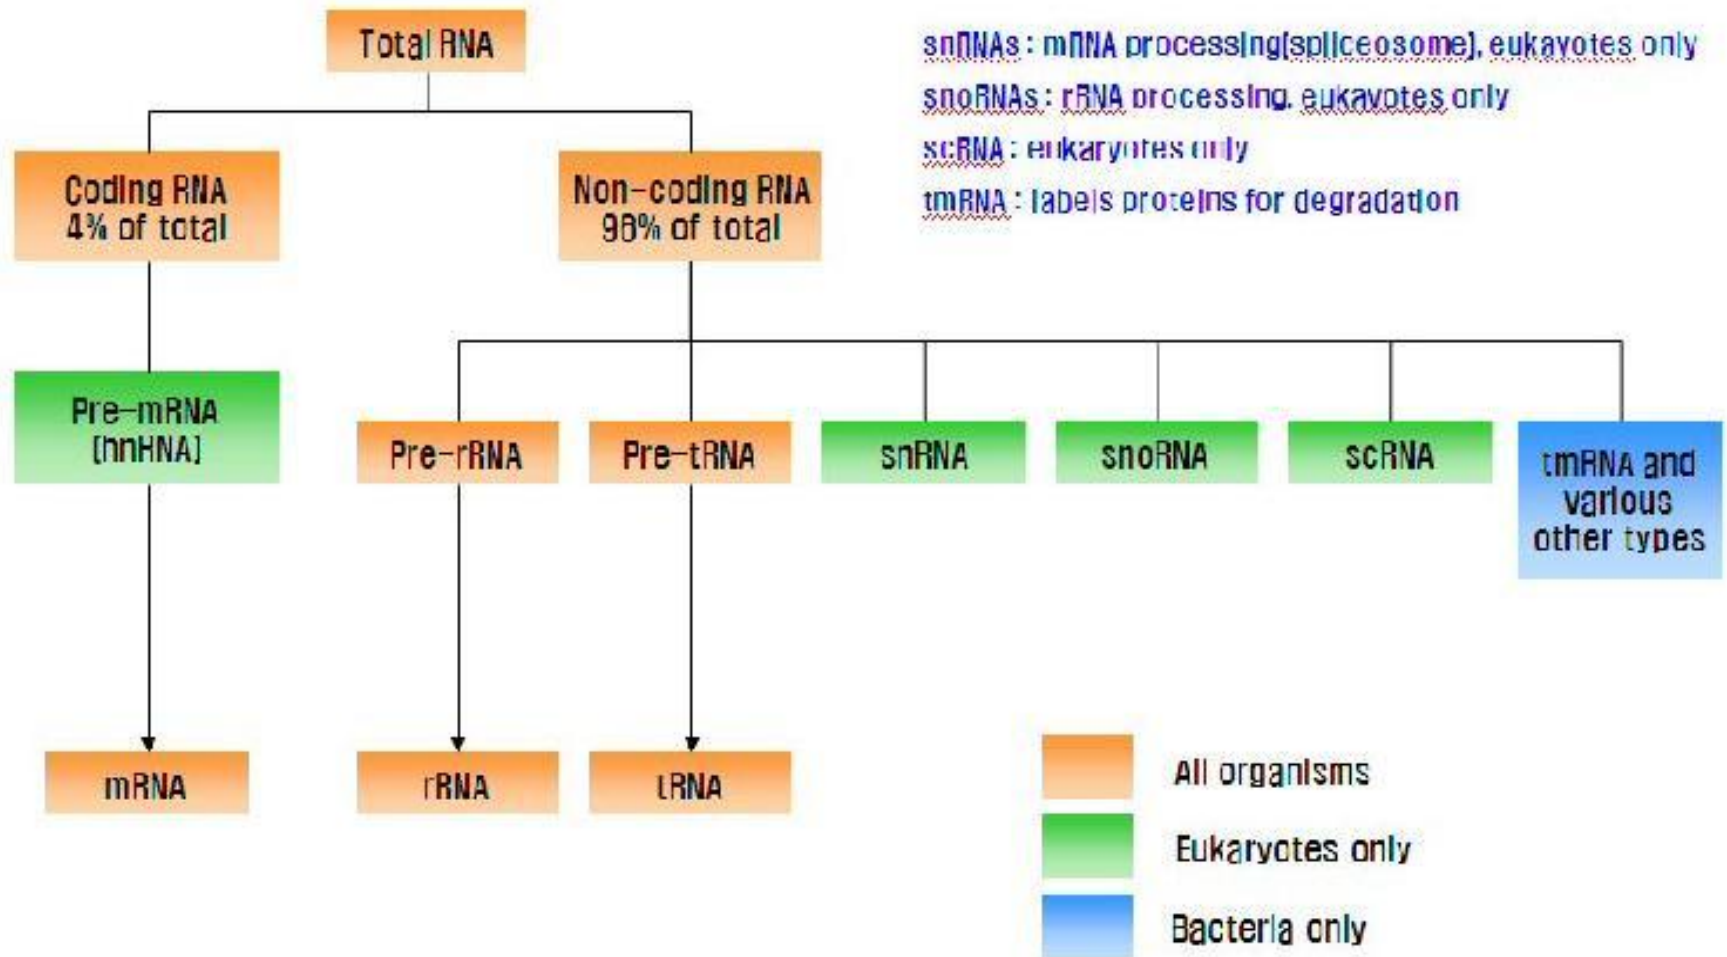 Total RNA
snRNAs : mRNA processing(spliceosome), eukayotes only
snoRNAs : rRNA processing, eukayotes only
scRNA : eukaryotes only
tmRNA : labels proteins for degradation
Coding RNA
4% of total
Non-coding RNA
96% of total
Pre-mRNA
(hnRNA)
Pre-rRNA
Pre-tRNA
snRNA
snoRNA
scRNA
tmRNA and
various
other types
mRNA
rRNA
tRNA
All organisms
Eukaryotes only
Bacteria only